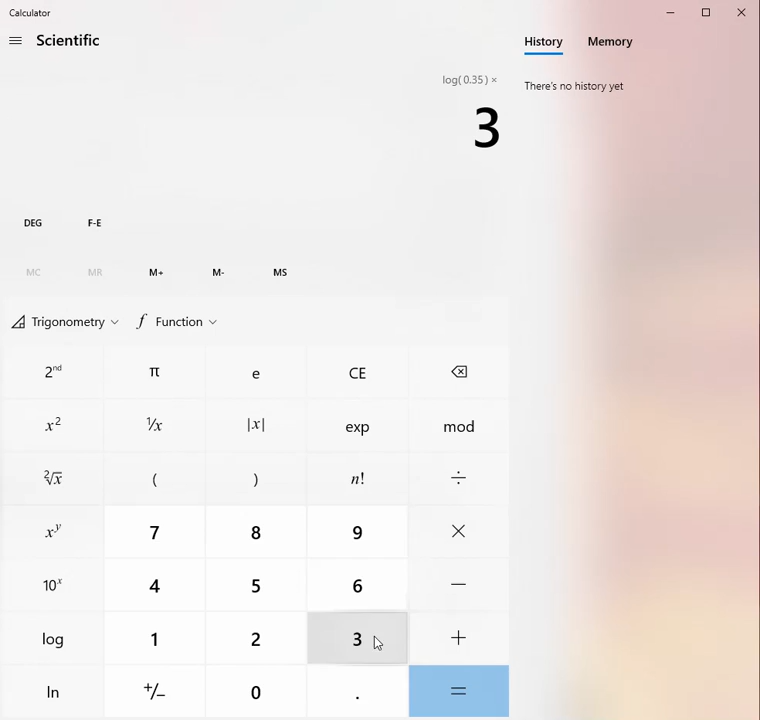 Calculator
Scientific
History Memory
log( 0.35 ) ×
There's no history yet
3
DEG F-E
MC MR M+ M- MS
Trigonometry f Function
2ⁿᵈ π e CE
x² ¹/x |x| exp mod
²√x ( ) n! ÷
xʸ 7 8 9 ×
10ˣ 4 5 6 −
log 1 2 3 +
ln +/− 0 . =